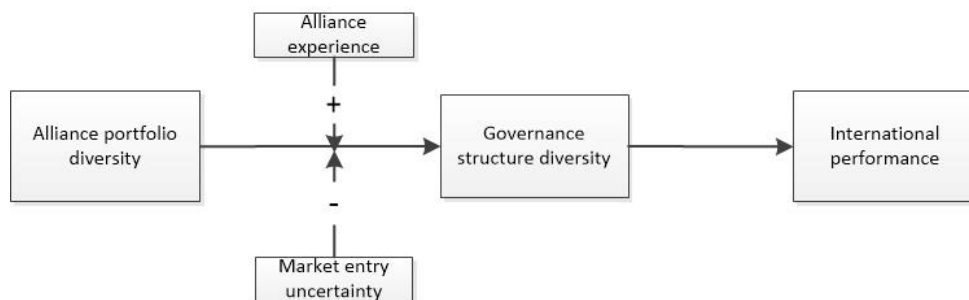 Alliance
experience
+
Alliance portfolio
diversity
Governance
structure diversity
International
performance
-
Market entry
uncertainty